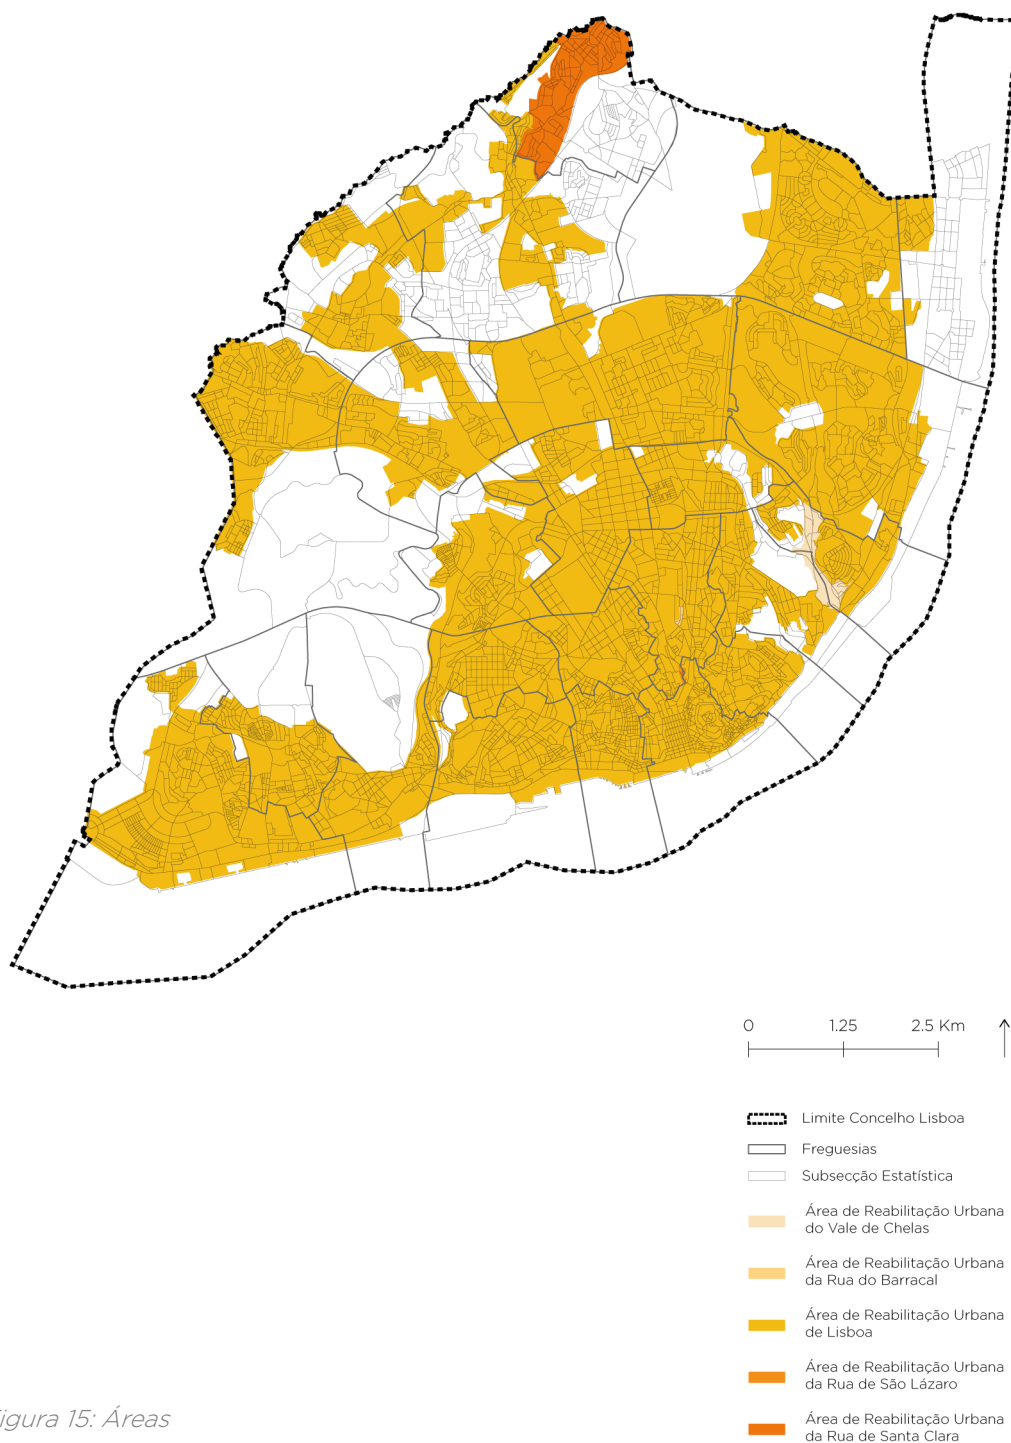 0 1.25 2.5 Km
Limite Concelho Lisboa
Freguesias
Subsecção Estatística
Área de Reabilitação Urbana
do Vale de Chelas
Área de Reabilitação Urbana
da Rua do Barracal
Área de Reabilitação Urbana
de Lisboa
Área de Reabilitação Urbana
da Rua de São Lázaro
Área de Reabilitação Urbana
da Rua de Santa Clara
igura 15: Áreas